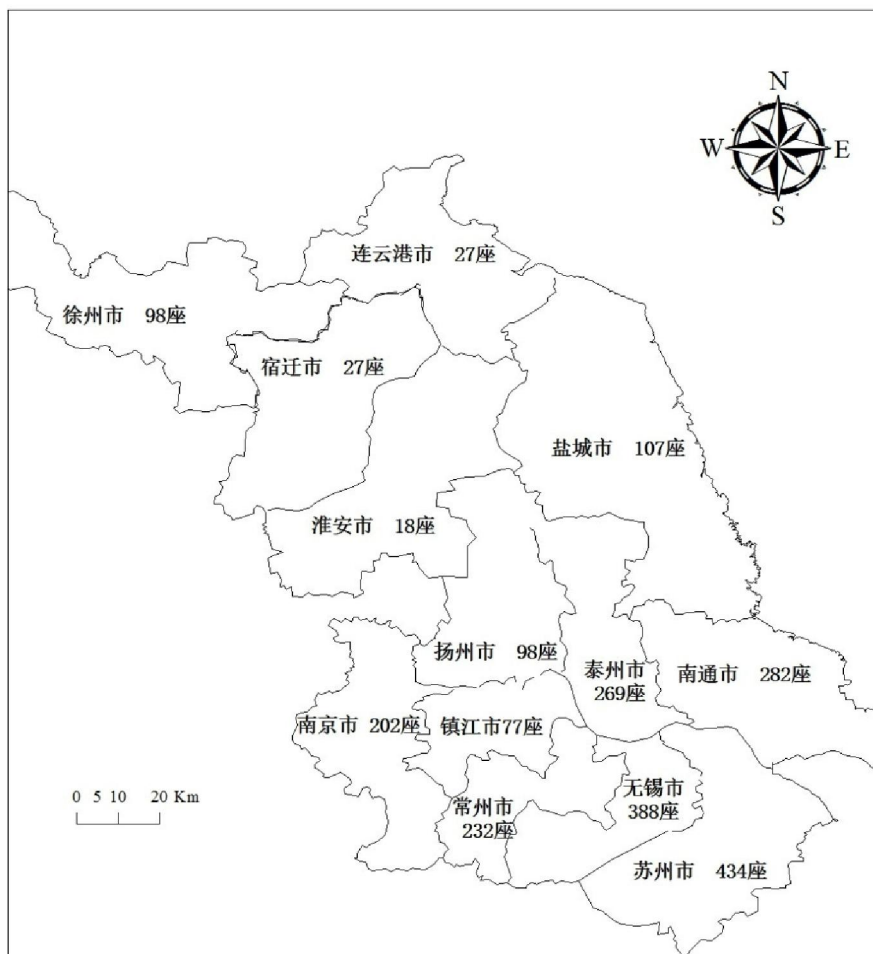 N
W E
S
连云港市 27座
徐州市 98座
宿迁市 27座
盐城市 107座
淮安市 18座
扬州市 98座
泰州市
269座
南通市 282座
南京市 202座
镇江市77座
无锡市
388座
常州市
232座
苏州市 434座
0 5 10 20 Km